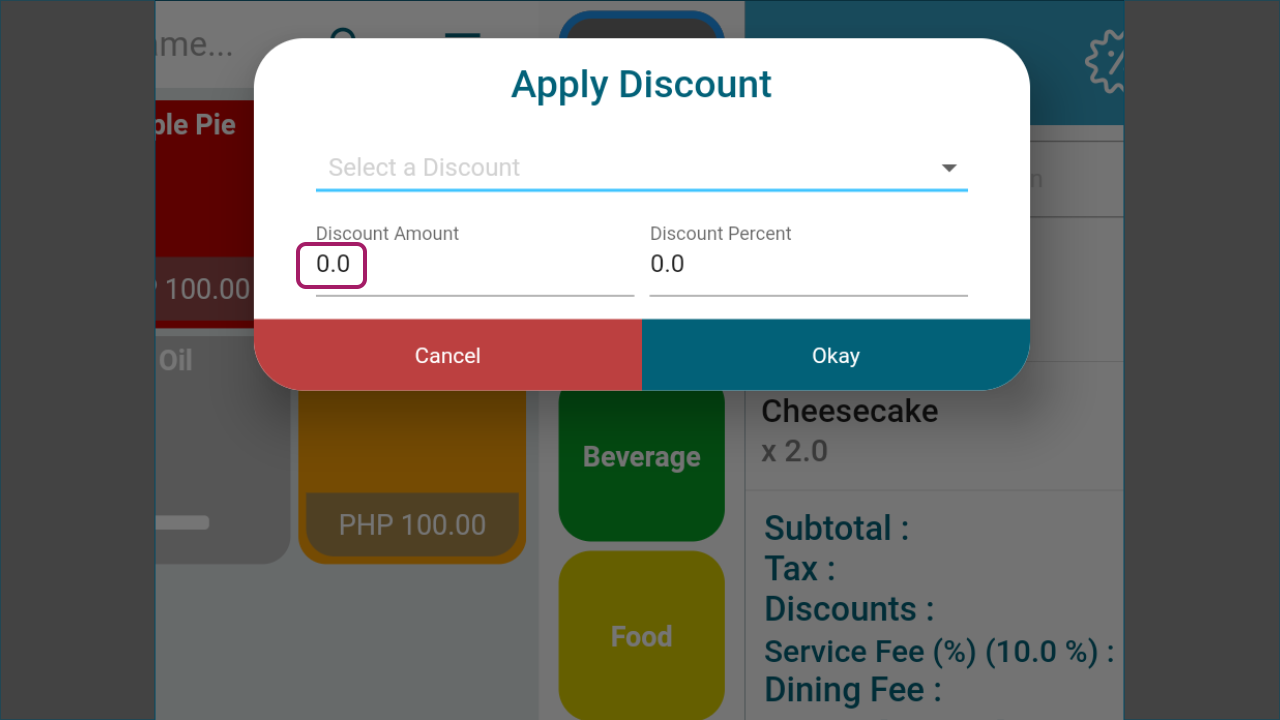 me...
Apply Discount
ple Pie
Select a Discount
Discount Amount
Discount Percent
0.0
0.0
100.00
Cancel
Okay
Oil
Cheesecake
x 2.0
Beverage
PHP 100.00
Subtotal :
Tax :
Discounts :
Food
Service Fee (%) (10.0 %) :
Dining Fee :